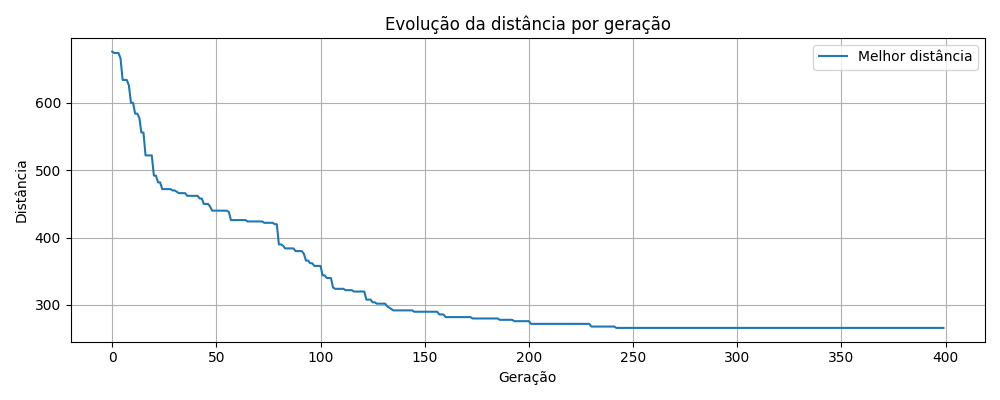 Evolução da distância por geração
Melhor distância
Distância
600
500
400
300
0 50 100 150 200 250 300 350 400
Geração